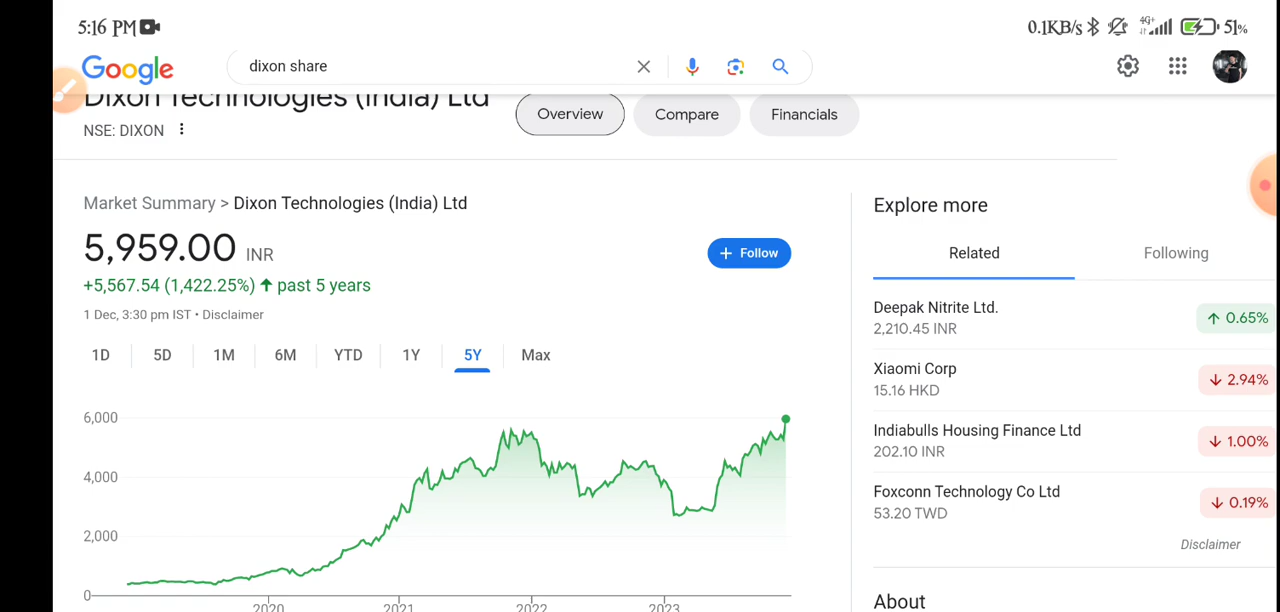 5:16 PM
0.1KB/s 4G+ 51%
Google
dixon share
Dixon Technologies (India) Ltd
NSE: DIXON
Overview
Compare
Financials
Market Summary > Dixon Technologies (India) Ltd
5,959.00 INR
+ Follow
+5,567.54 (1,422.25%) ↑ past 5 years
1 Dec, 3:30 pm IST • Disclaimer
1D
5D
1M
6M
YTD
1Y
5Y
Max
6,000
4,000
2,000
0
2020
2021
2022
2023
Explore more
Related
Following
Deepak Nitrite Ltd.
2,210.45 INR
↑ 0.65%
Xiaomi Corp
15.16 HKD
↓ 2.94%
Indiabulls Housing Finance Ltd
202.10 INR
↓ 1.00%
Foxconn Technology Co Ltd
53.20 TWD
↓ 0.19%
Disclaimer
About